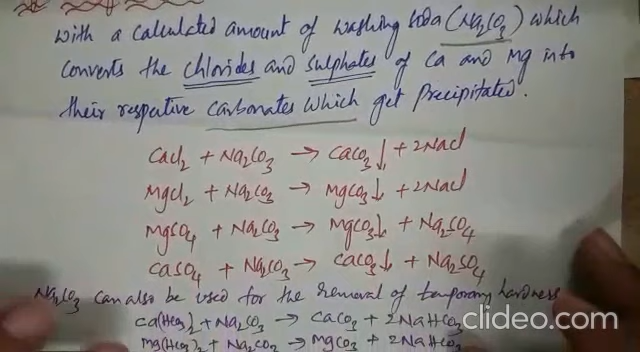 with a calculated amount of washing soda (Na2CO3) which
converts the chlorides and sulphates of Ca and Mg into
their respective carbonates which get precipitated.
CaCl2 + Na2CO3 → CaCO3↓ + 2NaCl
MgCl2 + Na2CO3 → MgCO3↓ + 2NaCl
MgSO4 + Na2CO3 → MgCO3↓ + Na2SO4
CaSO4 + Na2CO3 → CaCO3↓ + Na2SO4
Na2CO3 can also be used for the removal of temporary hardness
Ca(HCO3)2 + Na2CO3 → CaCO3 + 2NaHCO3
Mg(HCO3)2 + Na2CO3 → MgCO3 + 2NaHCO3
clideo.com